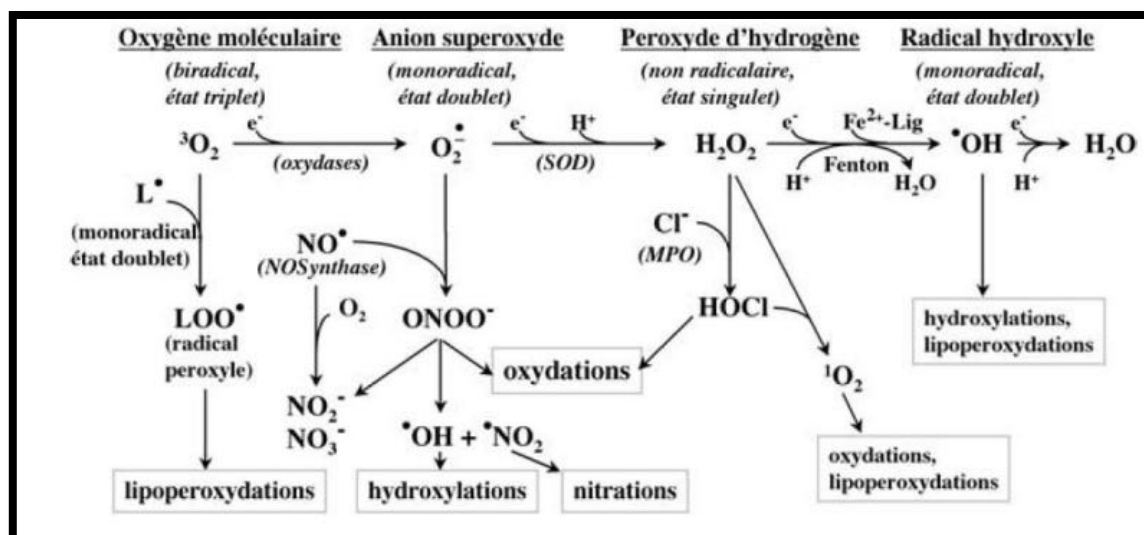 Oxygène moléculaire Anion superoxyde Peroxyde d'hydrogène Radical hydroxyle
(biradical, (monoradical, (non radicalaire, (monoradical,
état triplet) état doublet) état singulet) état doublet)
e⁻ e⁻ H⁺ e⁻ Fe²⁺-Lig e⁻
³O₂ O₂•⁻ H₂O₂ •OH H₂O
(oxydases) (SOD) H⁺ Fenton H₂O H⁺
L•
(monoradical, NO• Cl⁻
état doublet) (NOSynthase) (MPO)
LOO• O₂ ONOO⁻ HOCl hydroxylations,
(radical lipoperoxydations
peroxyle) oxydations ¹O₂
NO₂⁻
NO₃⁻ •OH + •NO₂
oxydations,
lipoperoxydations hydroxylations nitrations lipoperoxydations